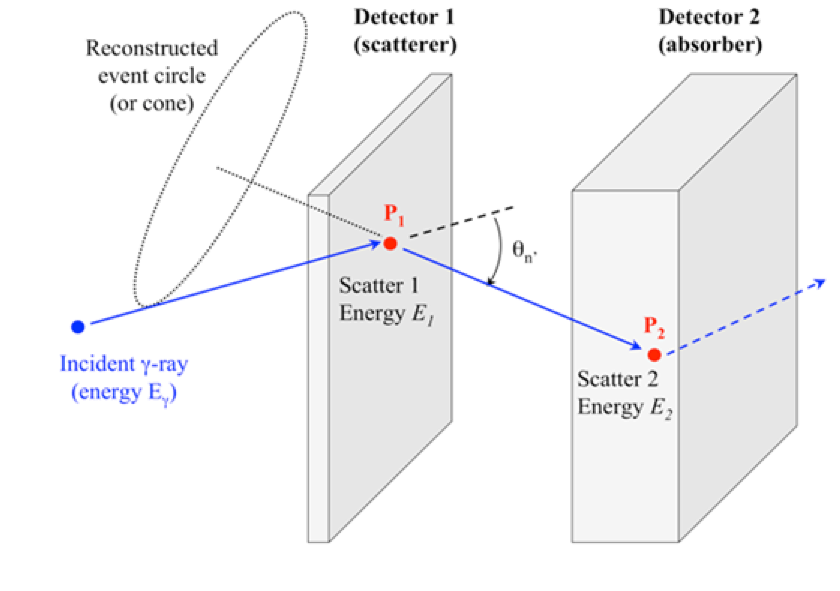 Detector 1
(scatterer)
Detector 2
(absorber)
Reconstructed
event circle
(or cone)
P₁
θₙ'
Scatter 1
Energy E₁
P₂
Incident γ-ray
(energy Eᵧ)
Scatter 2
Energy E₂